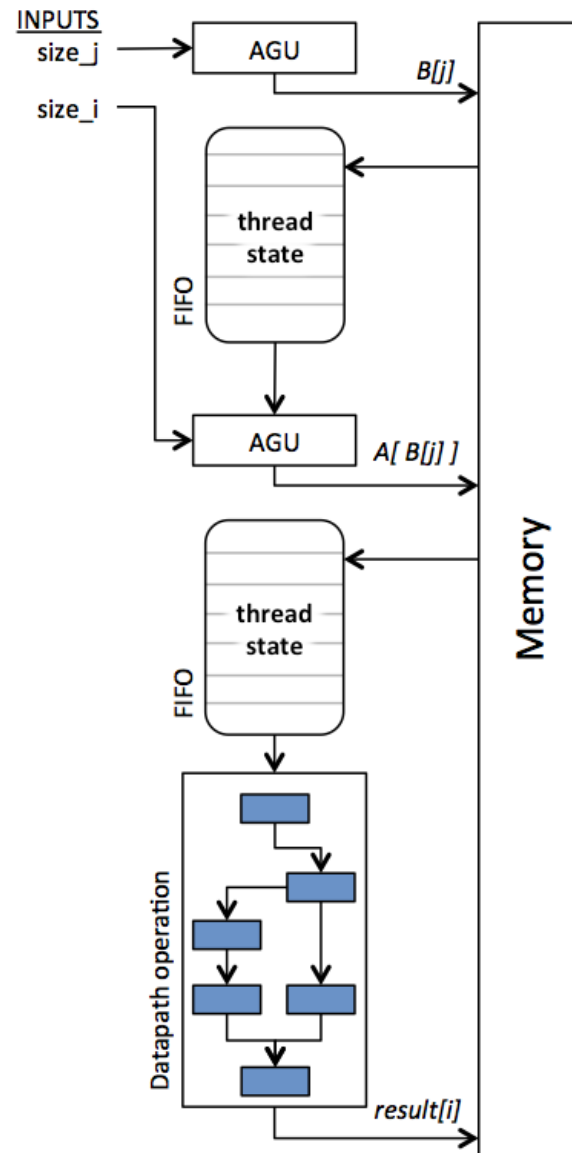 INPUTS
size_j
AGU
B[j]
size_i
thread
state
FIFO
AGU
A[ B[j] ]
Memory
thread
state
FIFO
Datapath operation
result[i]